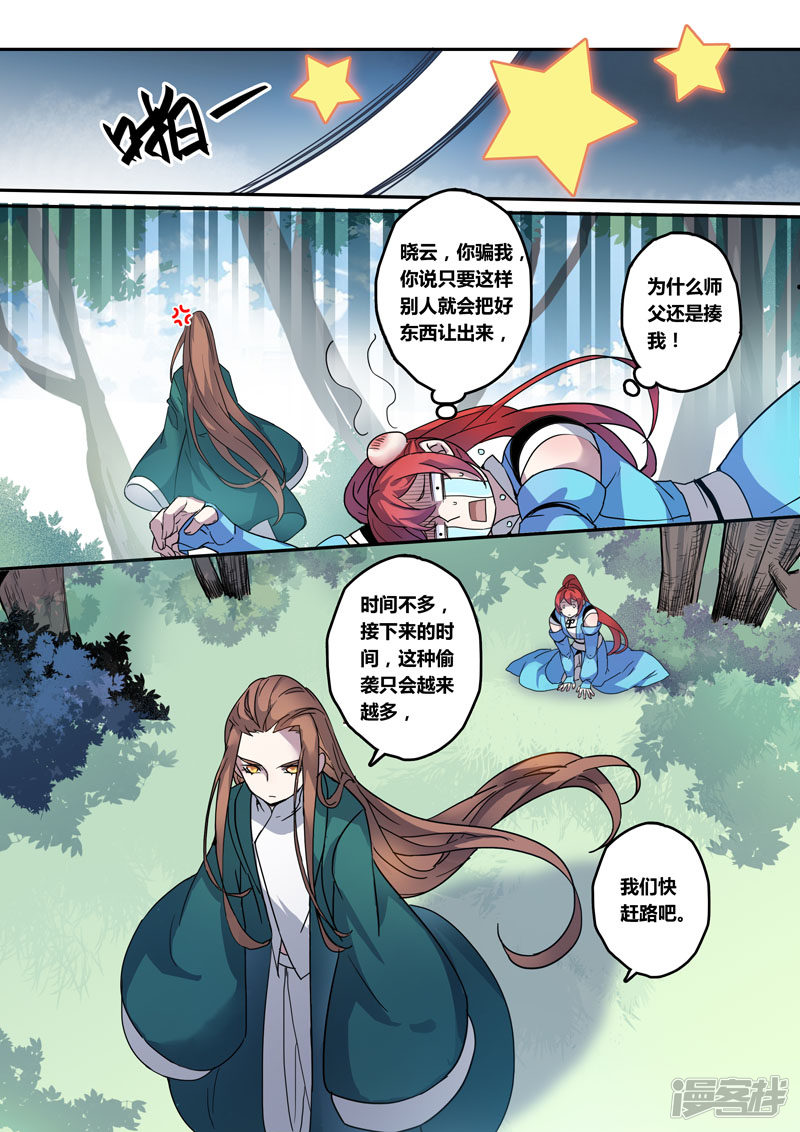 啪一
晓云，你骗我，
你说只要这样
别人就会把好
东西让出来，
为什么师
父还是揍
我！
时间不多，
接下来的时
间，这种偷
袭只会越来
越多，
我们快
赶路吧。
漫客栈